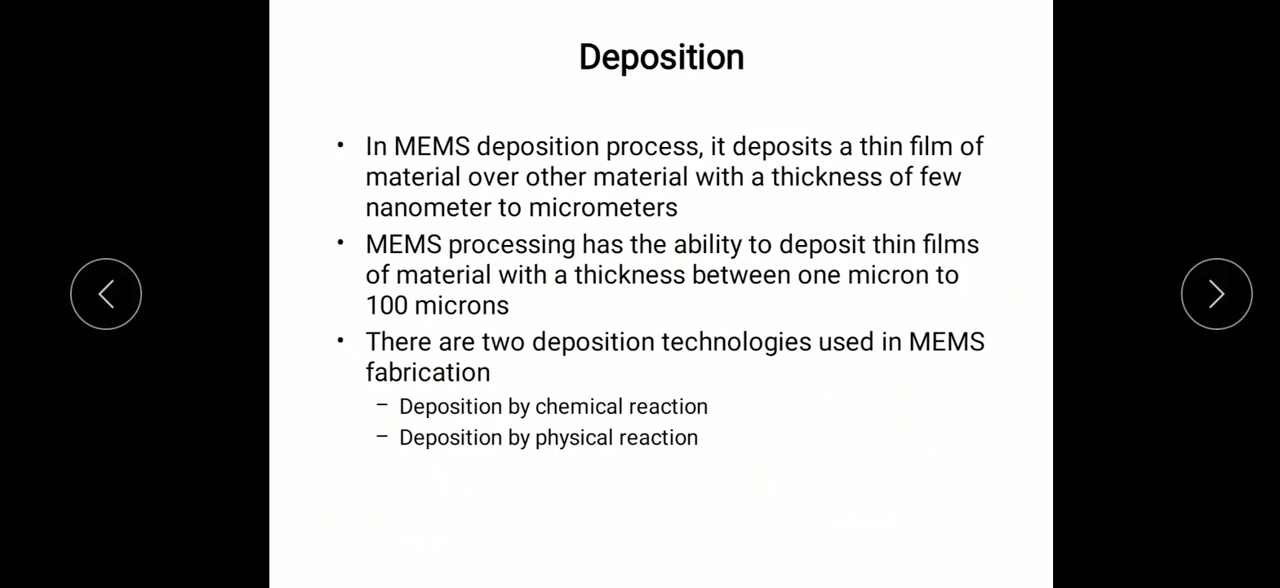 Deposition
• In MEMS deposition process, it deposits a thin film of
material over other material with a thickness of few
nanometer to micrometers
• MEMS processing has the ability to deposit thin films
of material with a thickness between one micron to
100 microns
• There are two deposition technologies used in MEMS
fabrication
– Deposition by chemical reaction
– Deposition by physical reaction